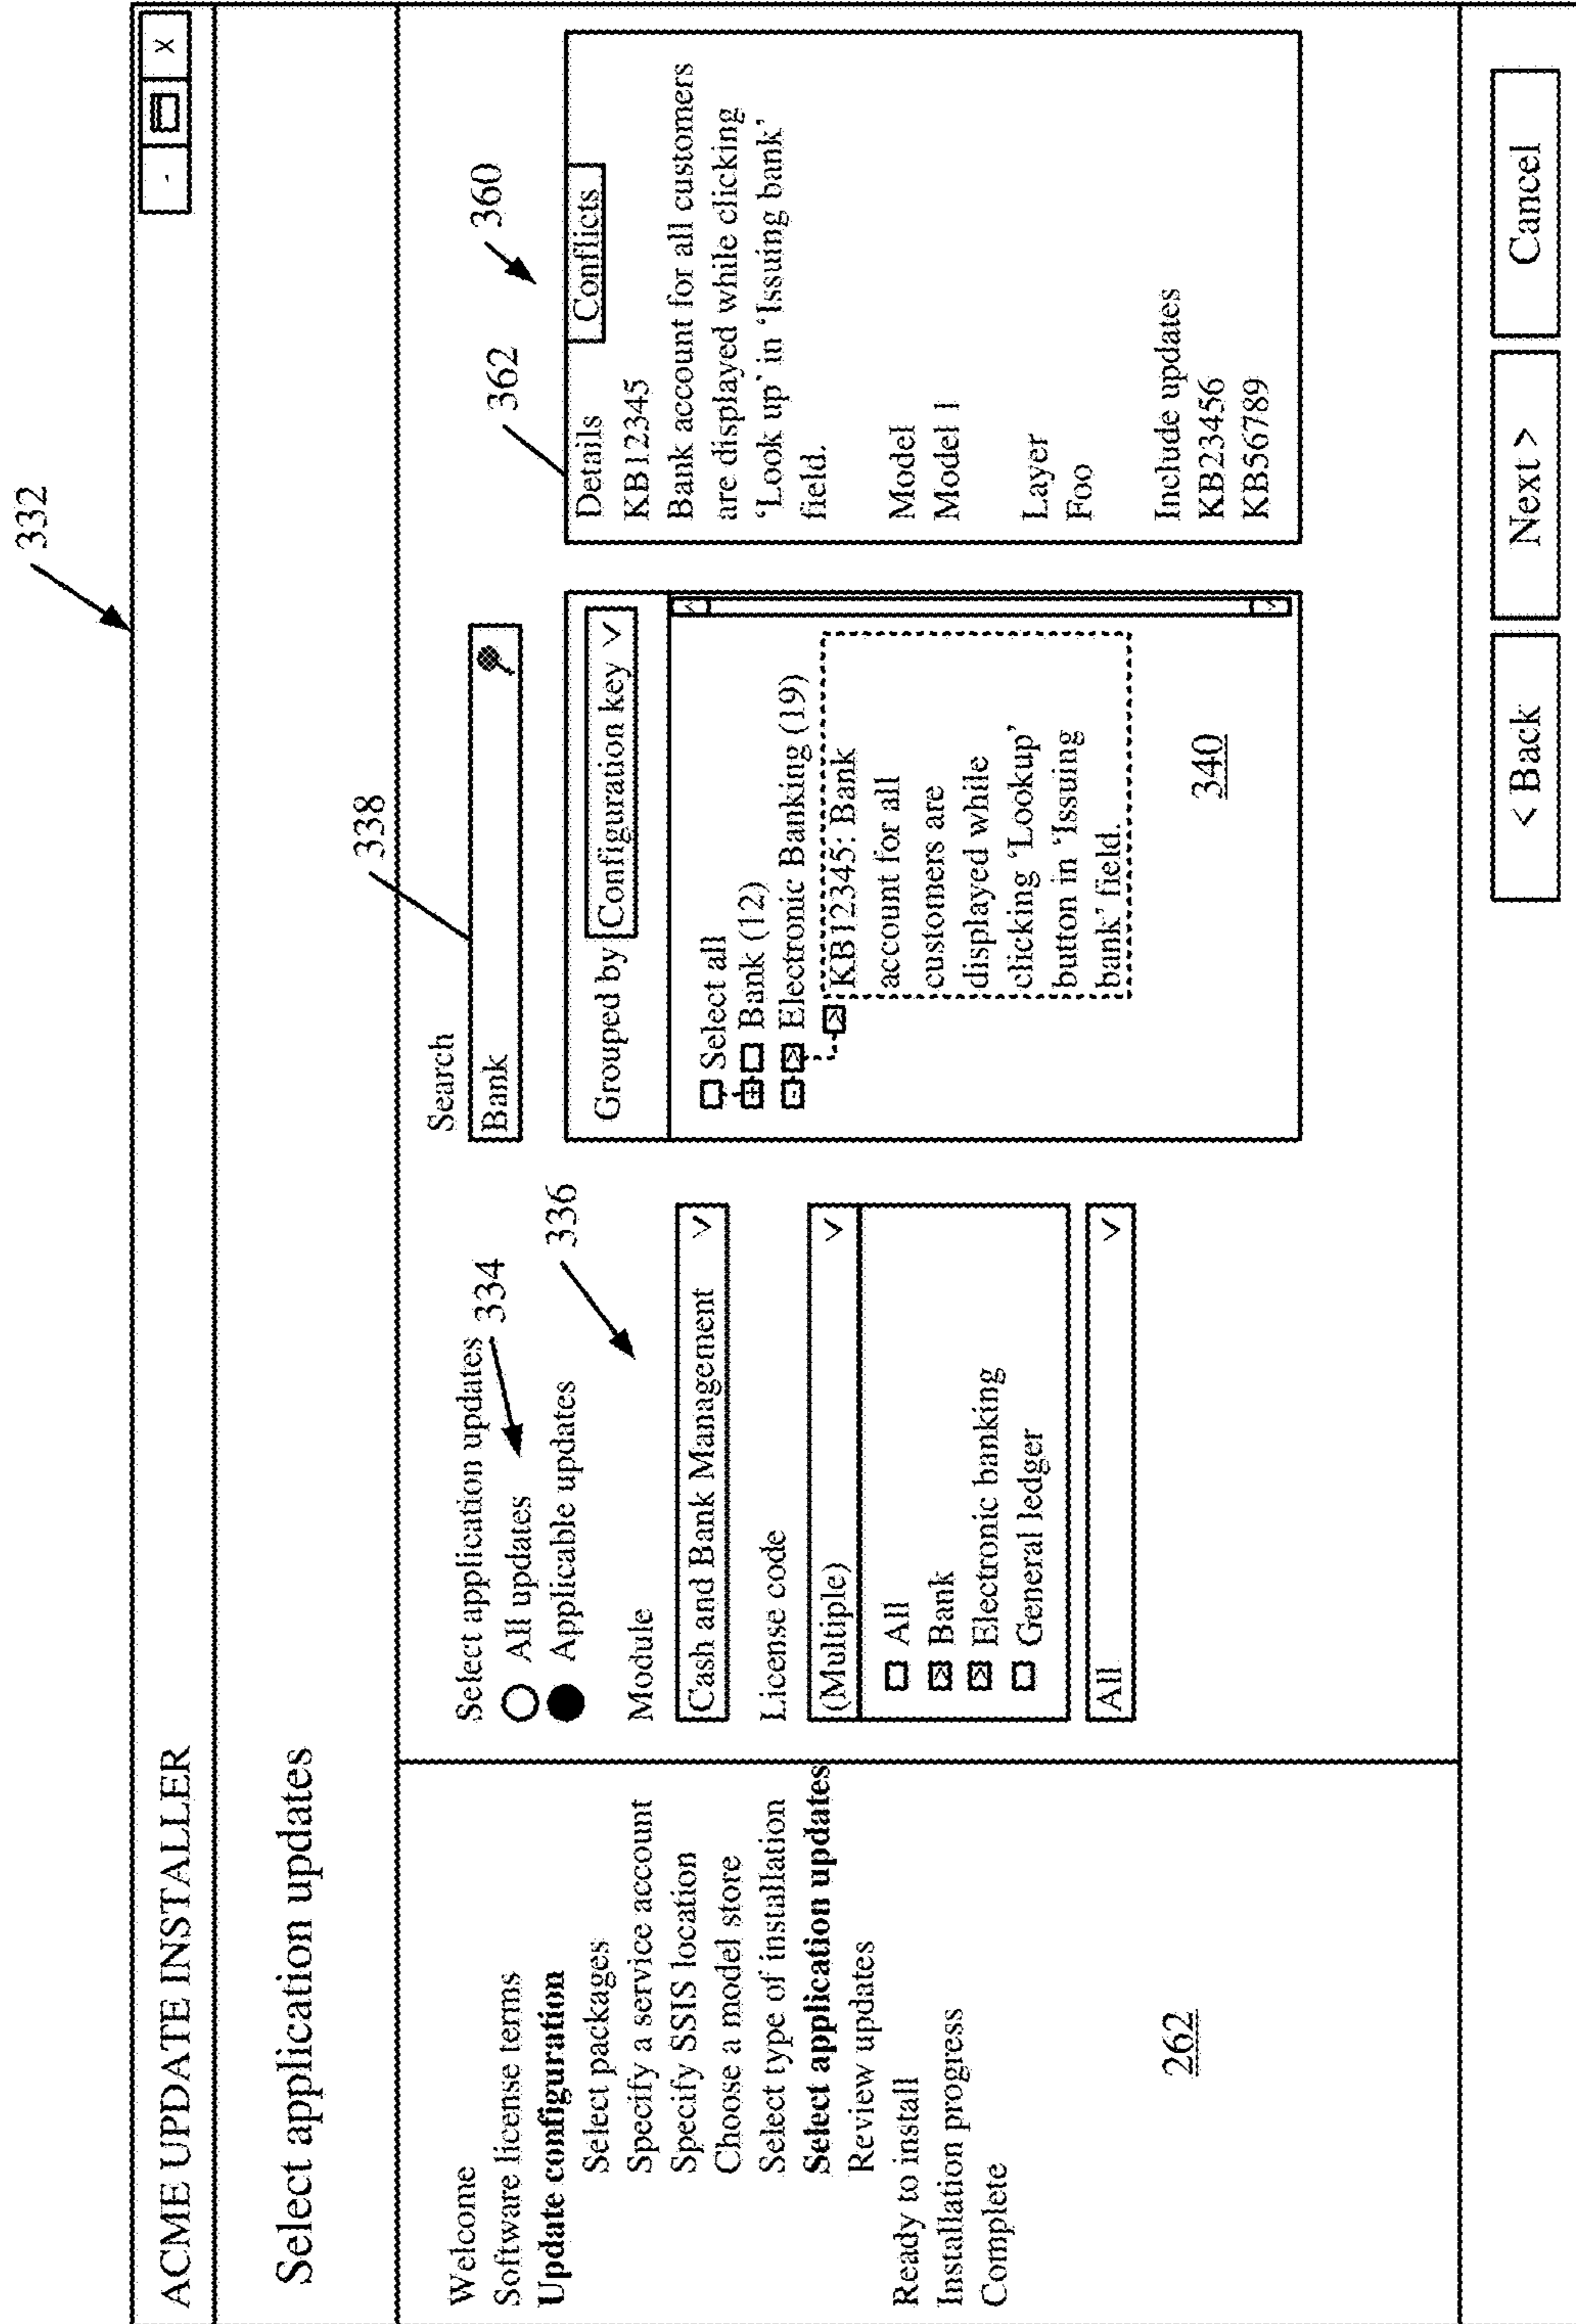 332
ACME UPDATE INSTALLER
- X
Select application updates
Welcome
Software license terms
Update configuration
Select packages
Specify a service account
Specify SSIS location
Choose a model store
Select type of installation
Select application updates
Review updates
Ready to install
Installation progress
Complete
262
Select application updates
334
All updates
Applicable updates
336
Module
Cash and Bank Management V
License code
(Multiple) V
All
Bank
Electronic banking
General ledger
All V
338
Search
Bank
Grouped by Configuration key V
Select all
+ Bank (12)
- Electronic Banking (19)
KB12345: Bank
account for all
customers are
displayed while
clicking 'Lookup'
button in 'Issuing
bank' field.
340
362
360
Details Conflicts
KB12345
Bank account for all customers
are displayed while clicking
'Look up' in 'Issuing bank'
field.
Model
Model 1
Layer
Foo
Include updates
KB23456
KB56789
< Back Next > Cancel